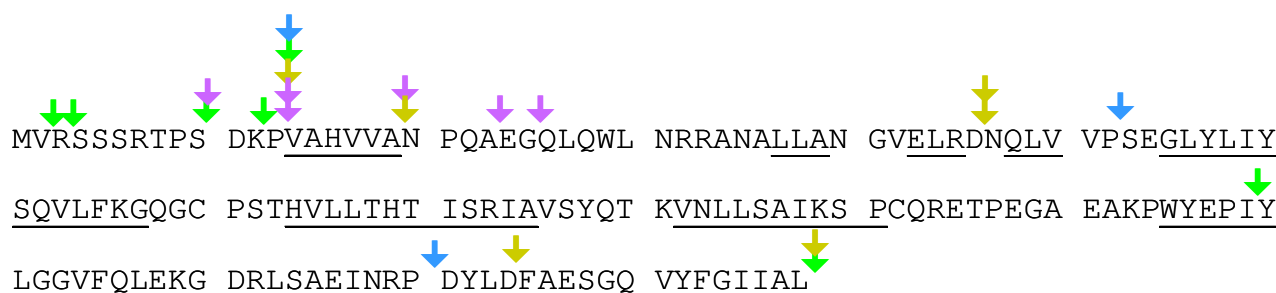 MVRSSSRTPS DKPVAHVVAN PQAEGQLQWL NRRANALLAN GVELRDNQLV VPSEGLYLIY
SQVLFKGQGC PSTHVLLTHT ISRIAVSYQT KVNLLSAIKS PCQRETPEGA EAKPWYEPIY
LGGVFQLEKG DRLSAEINRP DYLDFAESGQ VYFGIIAL